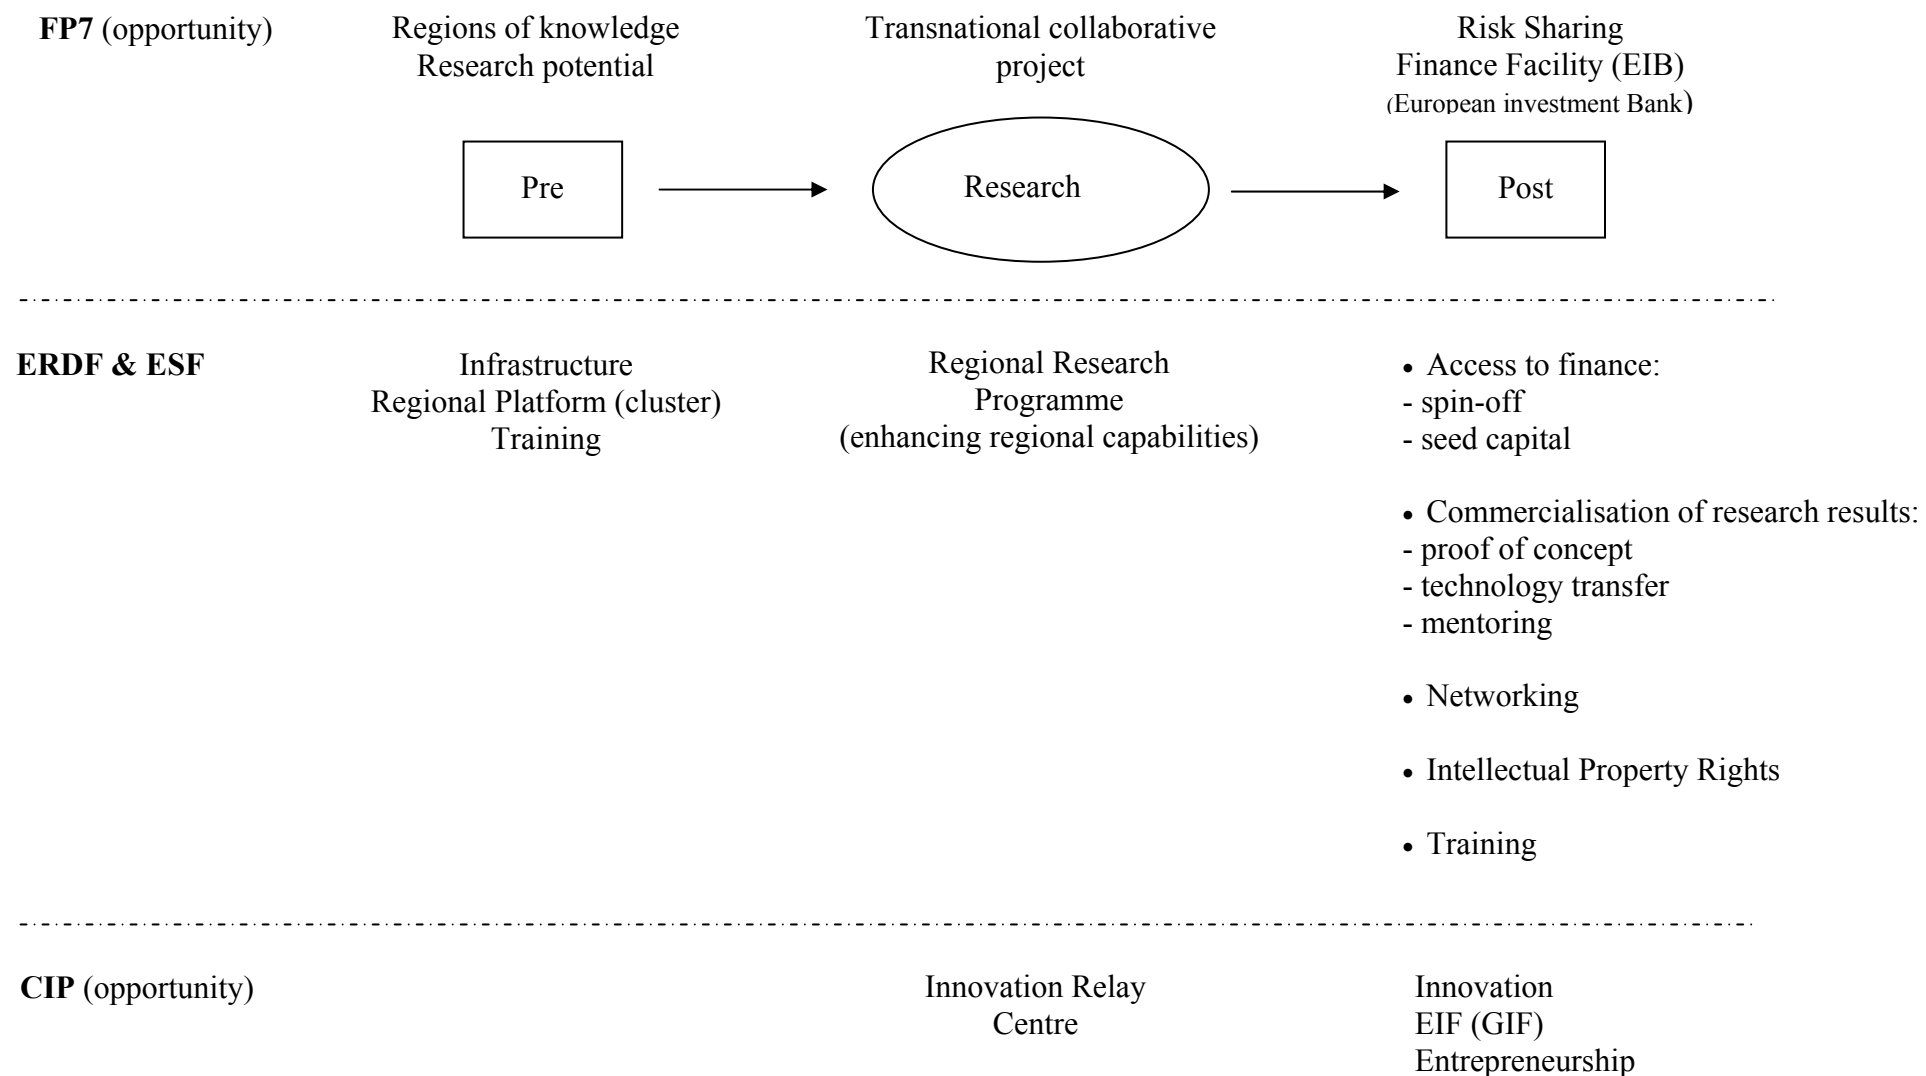 FP7 (opportunity)
Regions of knowledge
Research potential
Transnational collaborative
project
Risk Sharing
Finance Facility (EIB)
(European investment Bank)
Pre
Research
Post
ERDF & ESF
Infrastructure
Regional Platform (cluster)
Training
Regional Research
Programme
(enhancing regional capabilities)
• Access to finance:
- spin-off
- seed capital
• Commercialisation of research results:
- proof of concept
- technology transfer
- mentoring
• Networking
• Intellectual Property Rights
• Training
CIP (opportunity)
Innovation Relay
Centre
Innovation
EIF (GIF)
Entrepreneurship